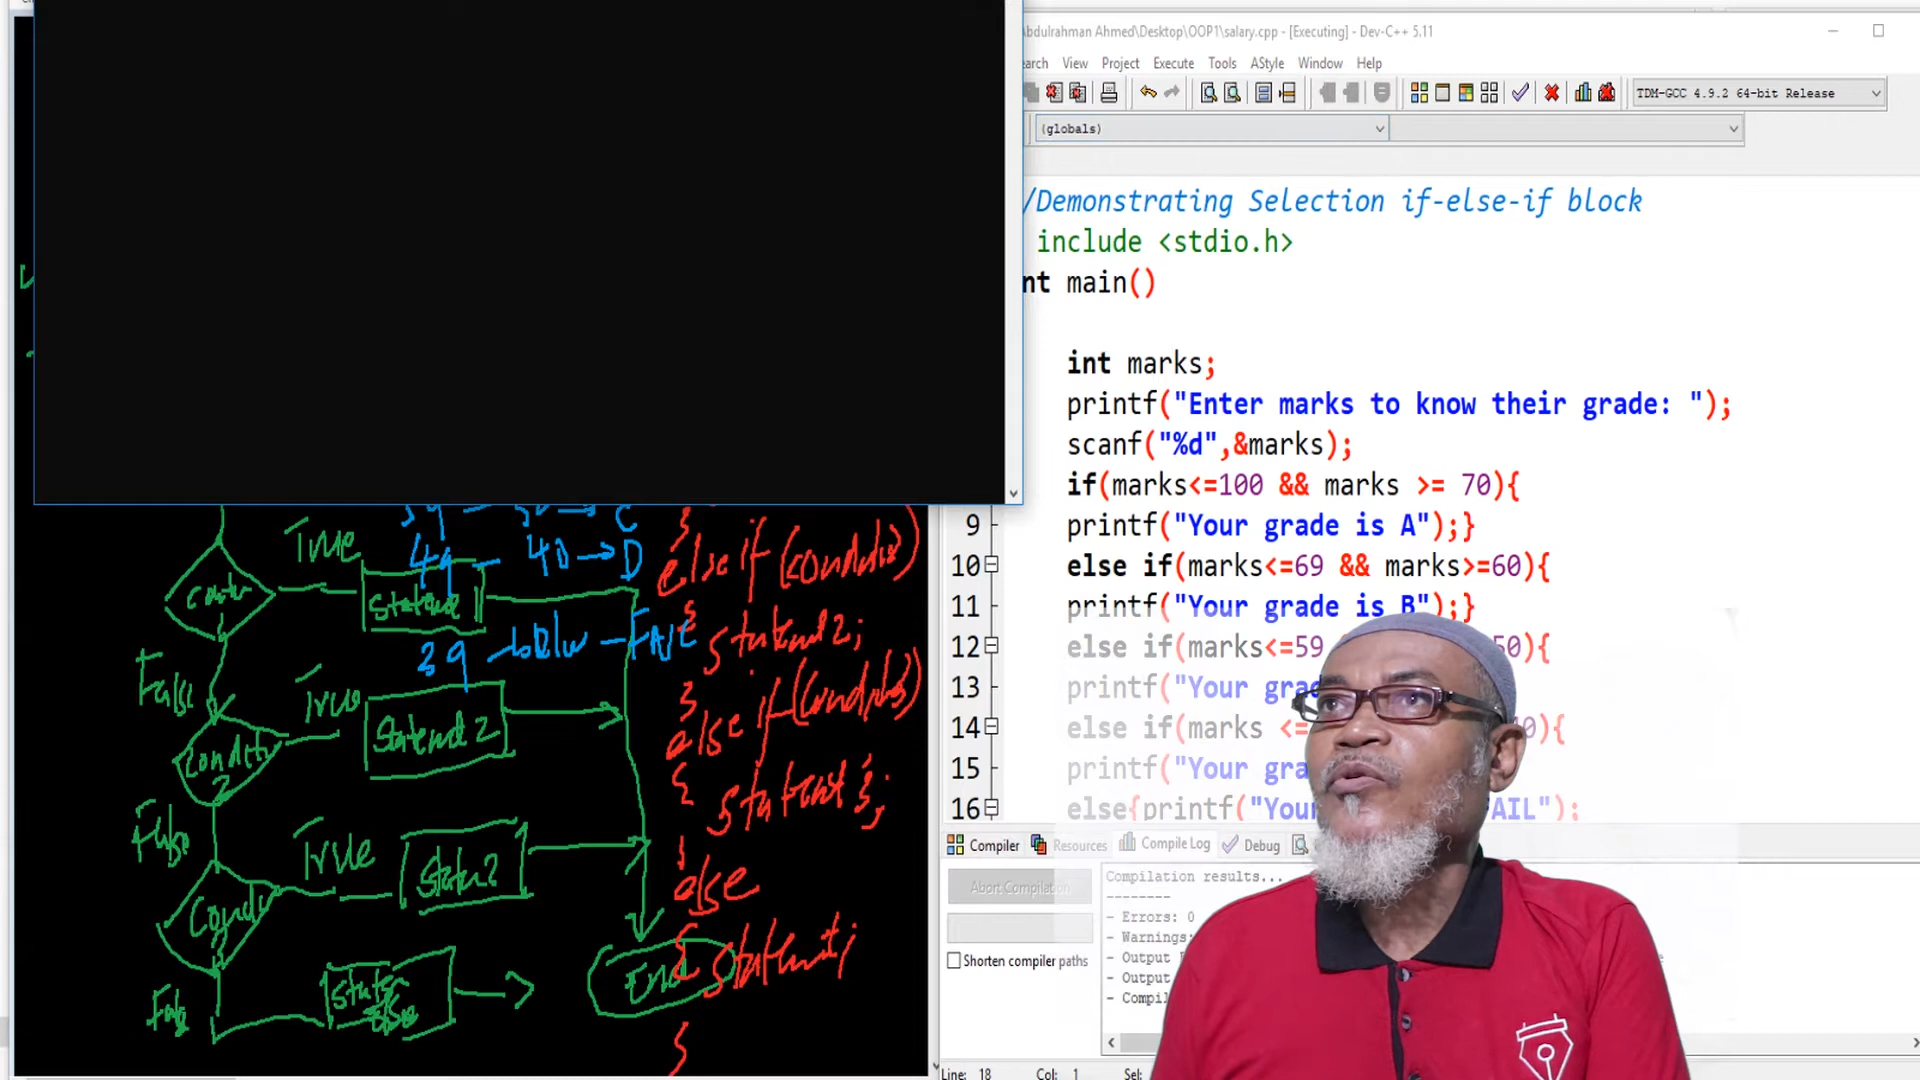 bdulrahman Ahmed\Desktop\OOP1\salary.cpp - [Executing] - Dev-C++ 5.11
earch View Project Execute Tools AStyle Window Help
TDM-GCC 4.9.2 64-bit Release
(globals)
/Demonstrating Selection if-else-if block
include <stdio.h>
nt main()
int marks;
printf("Enter marks to know their grade: ");
scanf("%d",&marks);
if(marks<=100 && marks >= 70){
9 printf("Your grade is A");}
10 else if(marks<=69 && marks>=60){
11 printf("Your grade is B");}
12 else if(marks<=59 50){
13 printf("Your gra
14 else if(marks <= 0){
15 printf("Your gra
16 else{printf("You AIL");
Compiler Resources Compile Log Debug
Abort Compilation
Shorten compiler paths
Compilation results...
--------
- Errors: 0
- Warnings:
- Output
- Output
- Compil
Line: 18 Col: 1 Sel:
49 - 40 → D
39 - below -
True
Statement 1
False
True
Statement 2
True
End
else if (condition)
{
statement 2;
}
else if (condition)
{
statement 3;
}
else
{ statement;
}